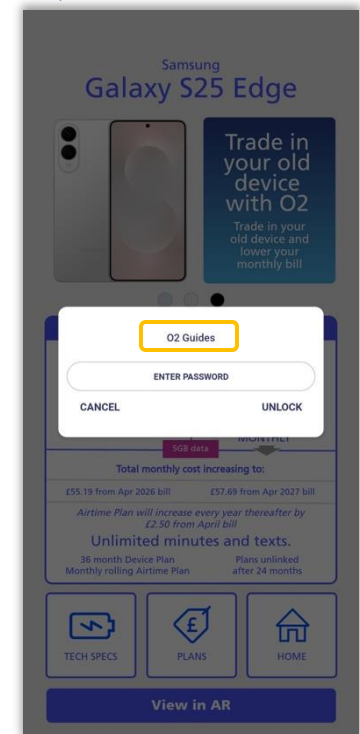 Samsung
Galaxy S25 Edge
Trade in
your old
device
with O2
Trade in your
old device and
lower your
monthly bill
O2 Guides
ENTER PASSWORD
CANCEL
UNLOCK
MONTHLY
5GB data
Total monthly cost increasing to:
£55.19 from Apr 2026 bill
£57.69 from Apr 2027 bill
Airtime Plan will increase every year thereafter by
£2.50 from April bill
Unlimited minutes and texts.
36 month Device Plan
Monthly rolling Airtime Plan
Plans unlinked
after 24 months
TECH SPECS
PLANS
HOME
View in AR